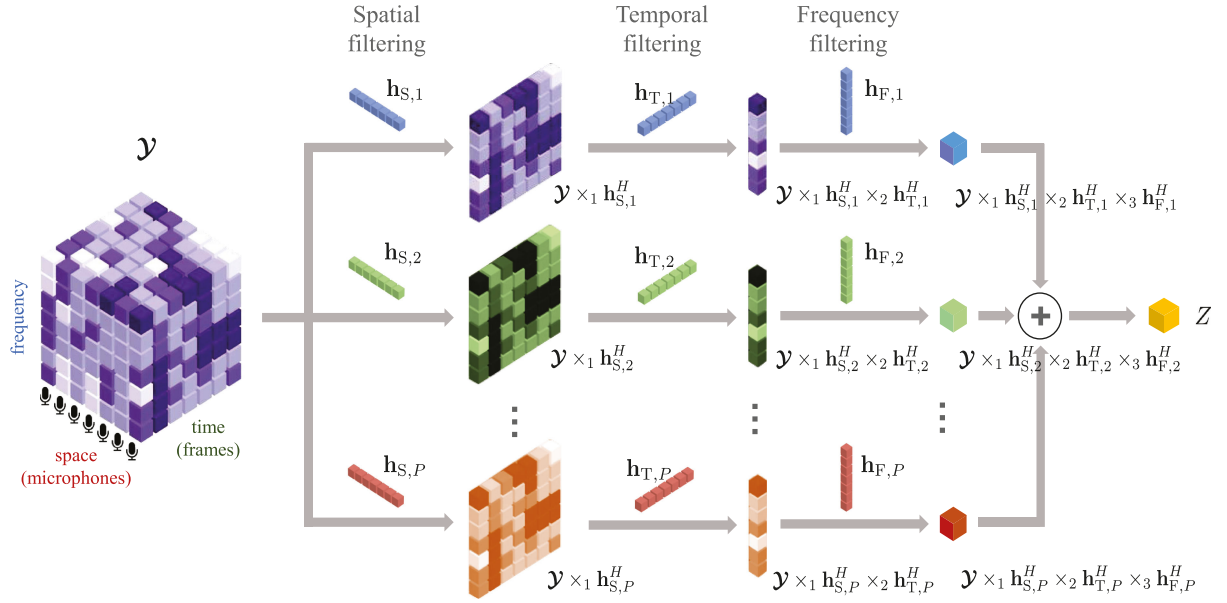 Spatial
filtering
Temporal
filtering
Frequency
filtering
𝓨
frequency
space
(microphones)
time
(frames)
h_{S,1}
h_{T,1}
h_{F,1}
𝓨 ×₁ h_{S,1}^H
𝓨 ×₁ h_{S,1}^H ×₂ h_{T,1}^H
𝓨 ×₁ h_{S,1}^H ×₂ h_{T,1}^H ×₃ h_{F,1}^H
h_{S,2}
h_{T,2}
h_{F,2}
+
Z
𝓨 ×₁ h_{S,2}^H
𝓨 ×₁ h_{S,2}^H ×₂ h_{T,2}^H
𝓨 ×₁ h_{S,2}^H ×₂ h_{T,2}^H ×₃ h_{F,2}^H
h_{S,P}
h_{T,P}
h_{F,P}
𝓨 ×₁ h_{S,P}^H
𝓨 ×₁ h_{S,P}^H ×₂ h_{T,P}^H
𝓨 ×₁ h_{S,P}^H ×₂ h_{T,P}^H ×₃ h_{F,P}^H